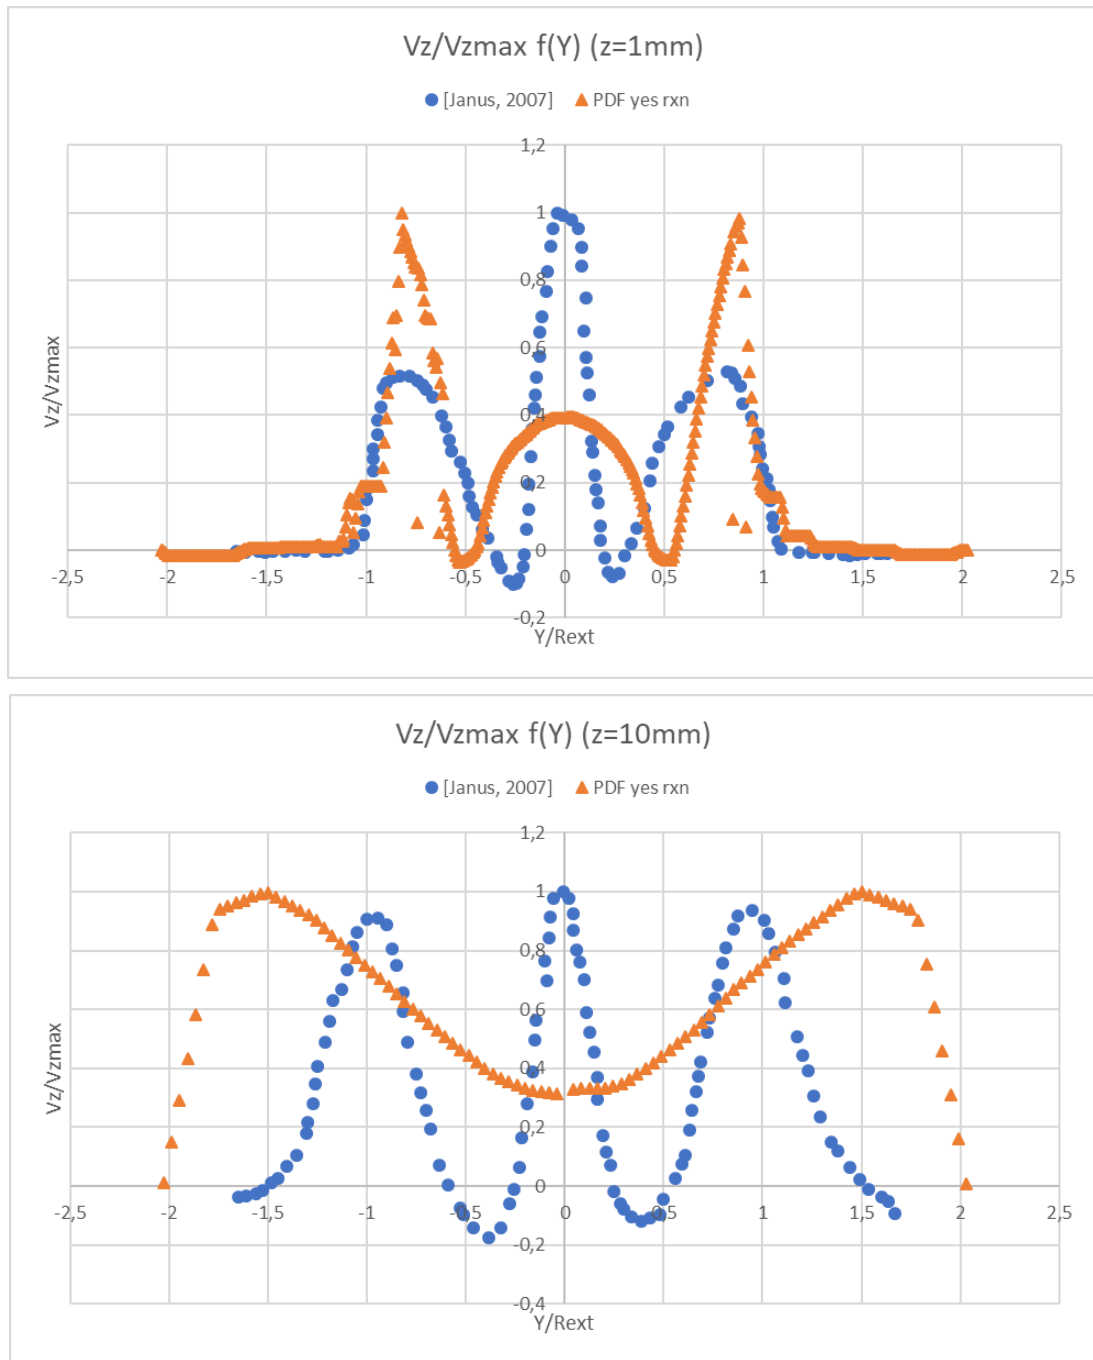 Vz/Vzmax f(Y) (z=1mm)
[Janus, 2007] PDF yes rxn
1,2
1
0,8
0,6
0,4
0,2
0
-0,2
-2,5 -2 -1,5 -1 -0,5 0 0,5 1 1,5 2 2,5
Vz/Vzmax
Y/Rext
Vz/Vzmax f(Y) (z=10mm)
[Janus, 2007] PDF yes rxn
1,2
1
0,8
0,6
0,4
0,2
0
-0,2
-0,4
-2,5 -2 -1,5 -1 -0,5 0 0,5 1 1,5 2 2,5
Vz/Vzmax
Y/Rext